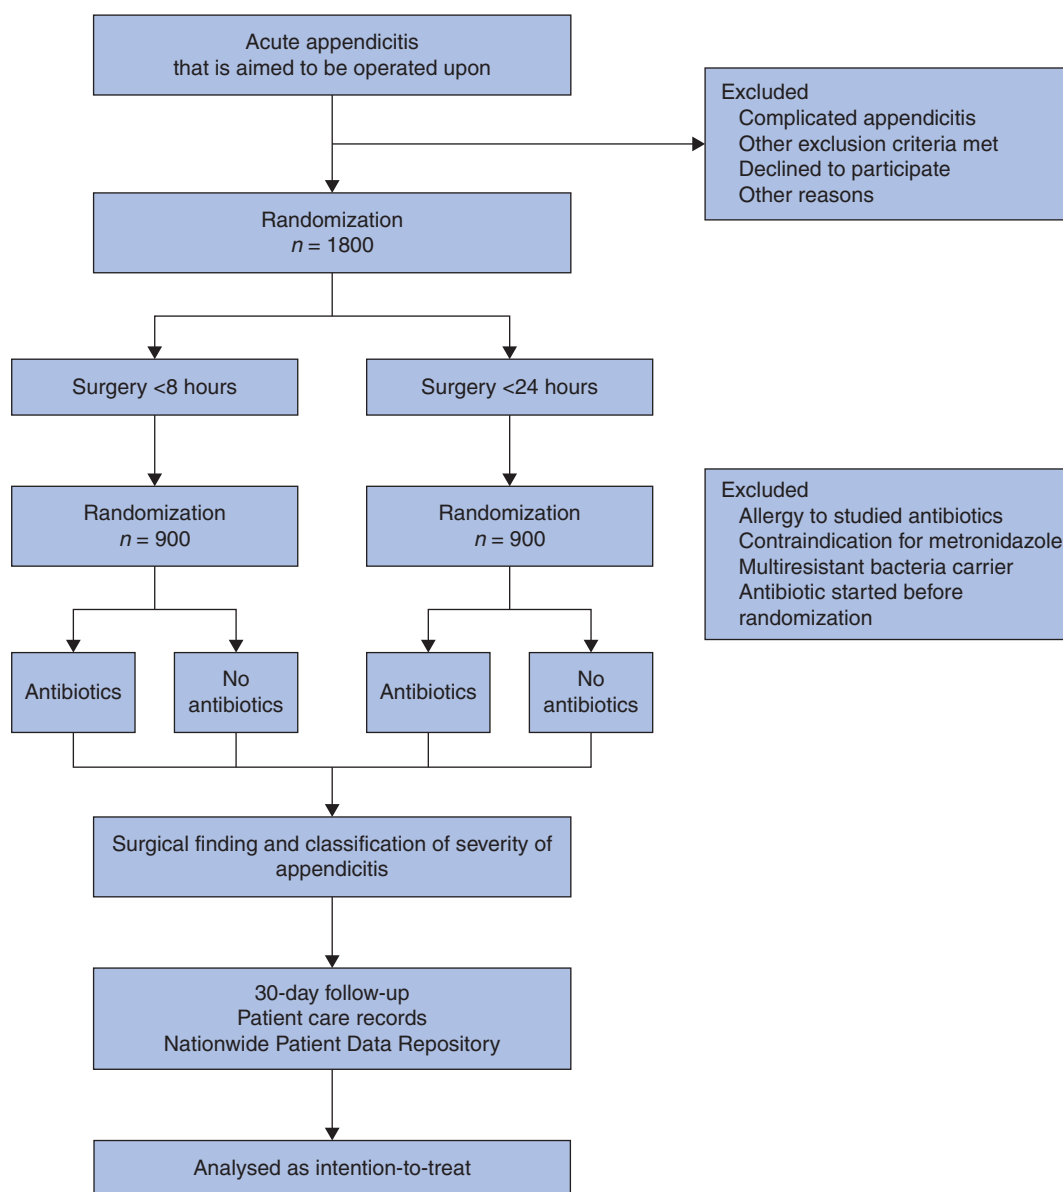 Acute appendicitis
that is aimed to be operated upon
Excluded
Complicated appendicitis
Other exclusion criteria met
Declined to participate
Other reasons
Randomization
n = 1800
Surgery <8 hours
Surgery <24 hours
Randomization
n = 900
Randomization
n = 900
Excluded
Allergy to studied antibiotics
Contraindication for metronidazole
Multiresistant bacteria carrier
Antibiotic started before
randomization
Antibiotics
No
antibiotics
Antibiotics
No
antibiotics
Surgical finding and classification of severity of
appendicitis
30-day follow-up
Patient care records
Nationwide Patient Data Repository
Analysed as intention-to-treat